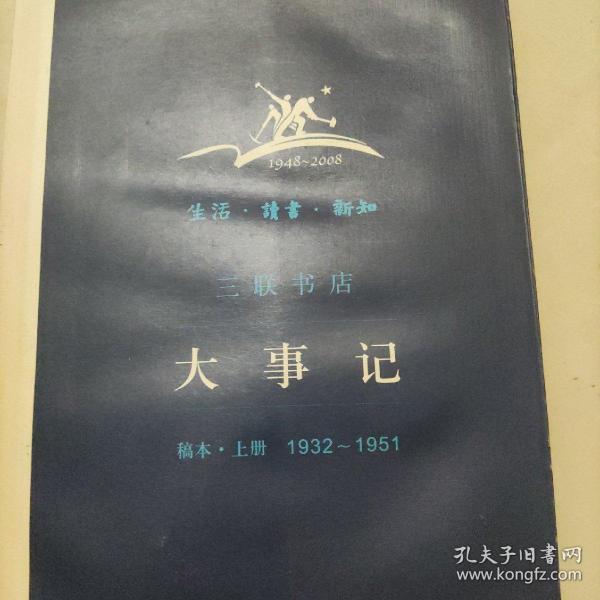 1948~2008
生活·讀書·新知
三联书店
大事记
稿本·上册 1932~1951
孔夫子旧书网
www.kongfz.com